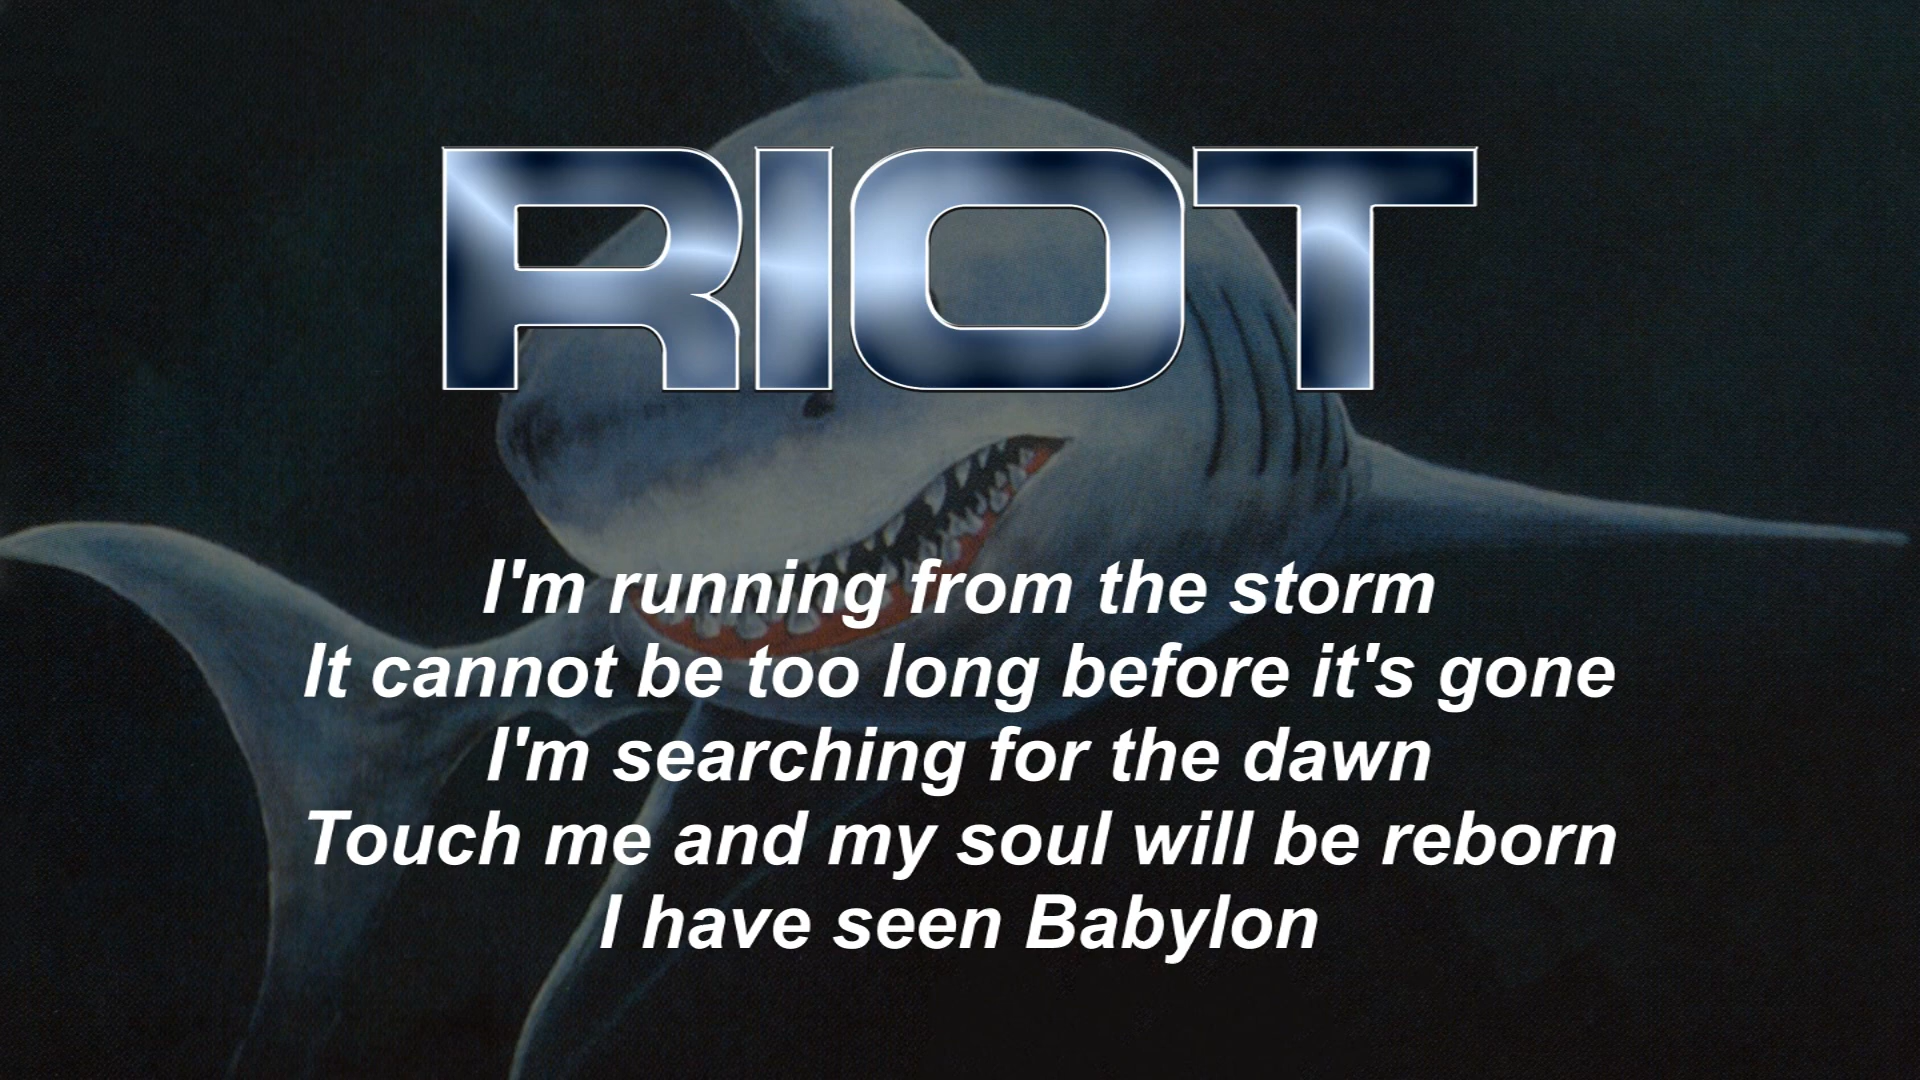 RIOT
I'm running from the storm
It cannot be too long before it's gone
I'm searching for the dawn
Touch me and my soul will be reborn
I have seen Babylon